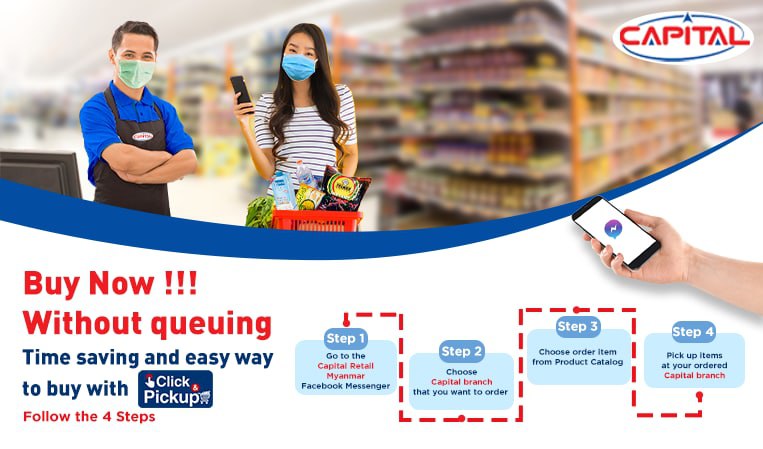 CAPITAL
CAPITAL
Buy Now !!!
Without queuing
Time saving and easy way
to buy with Click & Pickup
Follow the 4 Steps
Step 1
Go to the
Capital Retail
Myanmar
Facebook Messenger
Step 2
Choose
Capital branch
that you want to order
Step 3
Choose order item
from Product Catalog
Step 4
Pick up items
at your ordered
Capital branch